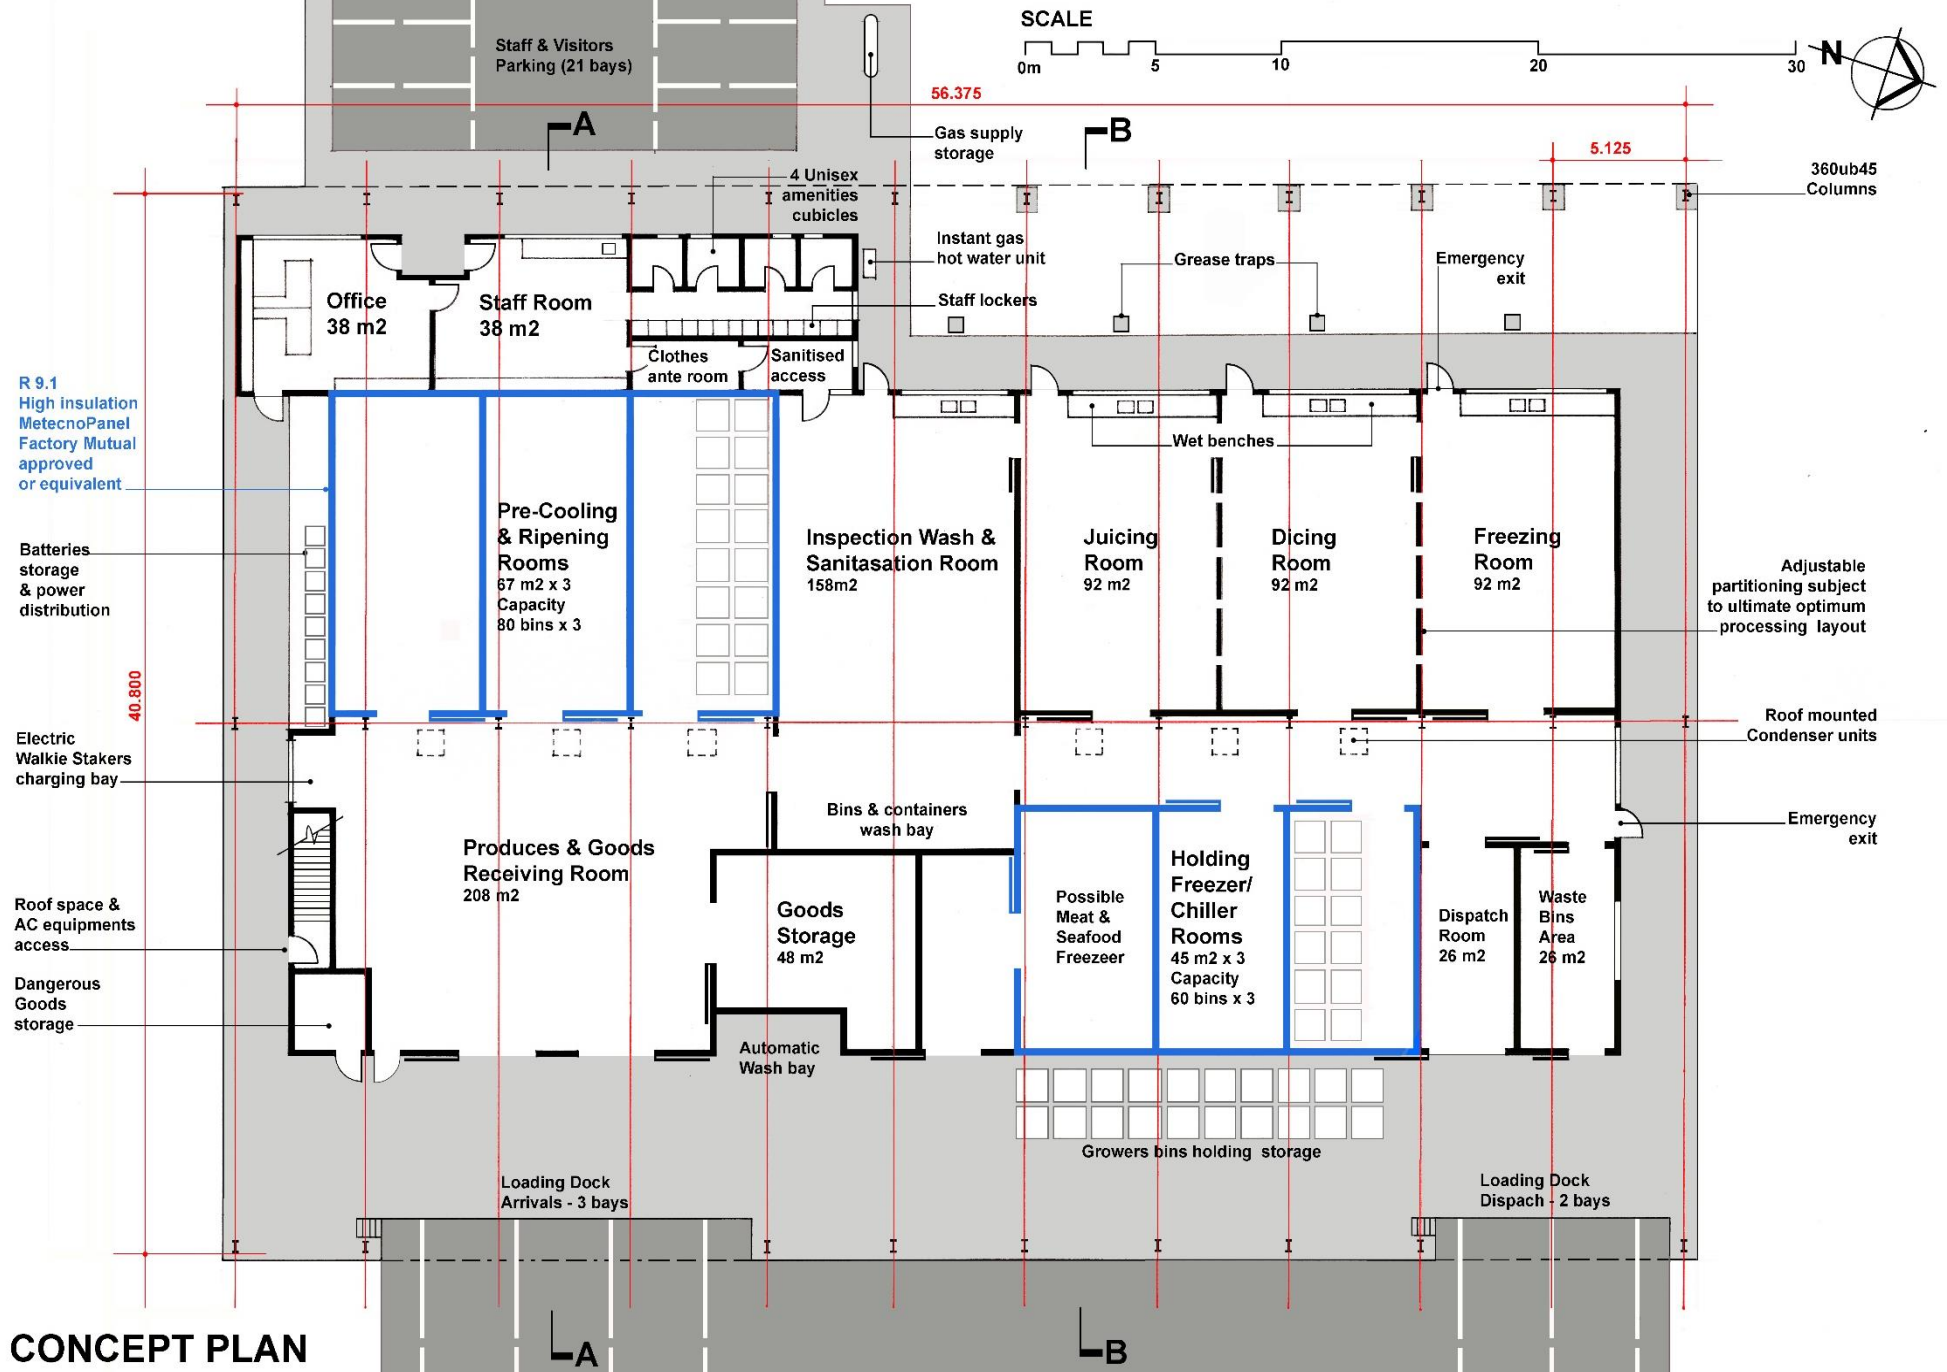 SCALE
0m
5
10
20
30
N
Staff & Visitors
Parking (21 bays)
56.375
A
B
Gas supply
storage
5.125
360ub45
Columns
4 Unisex
amenities
cubicles
Instant gas
hot water unit
Grease traps
Emergency
exit
Staff lockers
Office
38 m2
Staff Room
38 m2
Clothes
ante room
Sanitised
access
R 9.1
High insulation
MetecnoPanel
Factory Mutual
approved
or equivalent
Wet benches
Pre-Cooling
& Ripening
Rooms
67 m2 x 3
Capacity
80 bins x 3
Inspection Wash &
Sanitasation Room
158m2
Juicing
Room
92 m2
Dicing
Room
92 m2
Freezing
Room
92 m2
Batteries
storage
& power
distribution
Adjustable
partitioning subject
to ultimate optimum
processing layout
40.800
Electric
Walkie Stakers
charging bay
Roof mounted
Condenser units
Bins & containers
wash bay
Emergency
exit
Produces & Goods
Receiving Room
208 m2
Holding
Freezer/
Chiller
Rooms
45 m2 x 3
Capacity
60 bins x 3
Possible
Meat &
Seafood
Freezeer
Goods
Storage
48 m2
Dispatch
Room
26 m2
Waste
Bins
Area
26 m2
Roof space &
AC equipments
access
Dangerous
Goods
storage
Automatic
Wash bay
Growers bins holding storage
Loading Dock
Arrivals - 3 bays
Loading Dock
Dispach - 2 bays
CONCEPT PLAN
A
B